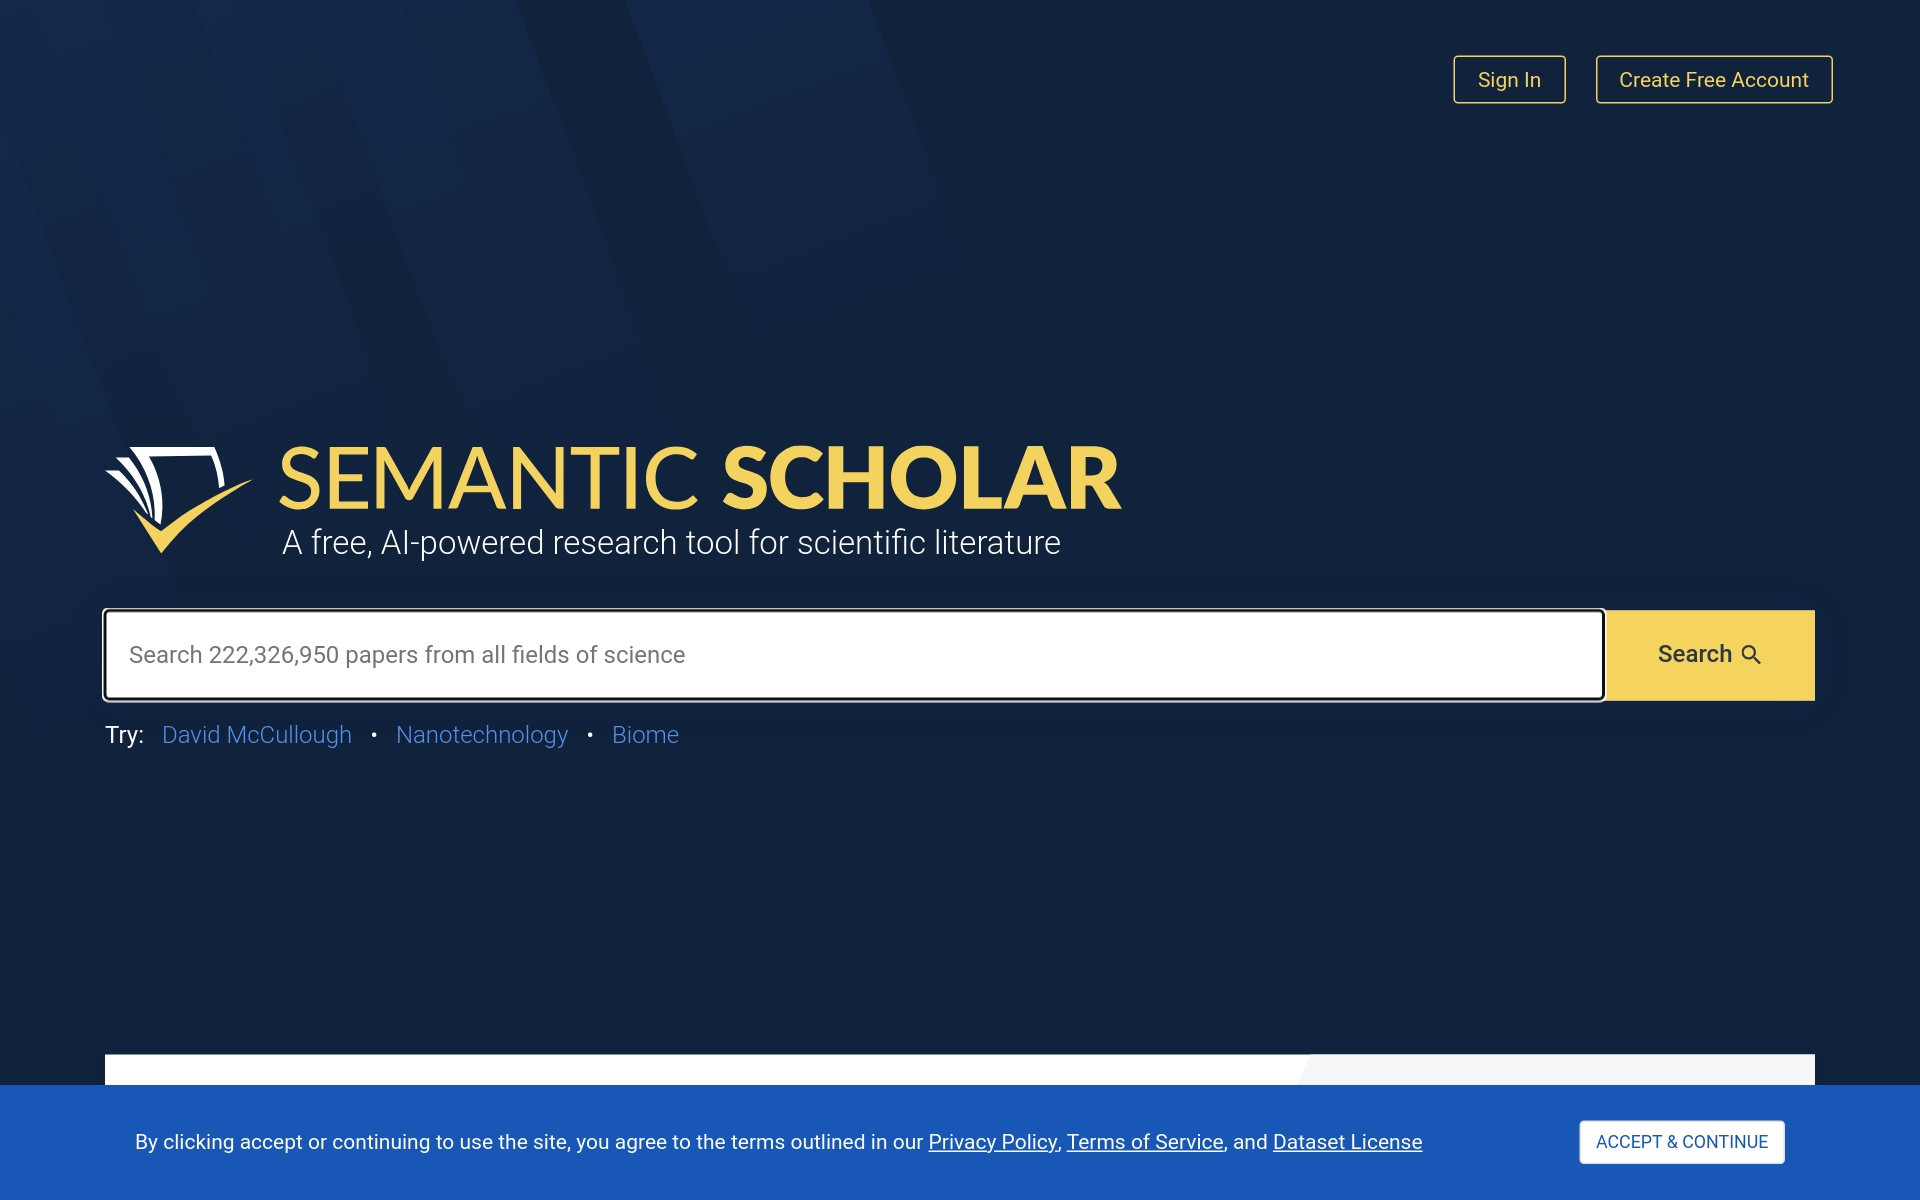 Sign In
Create Free Account
SEMANTIC SCHOLAR
A free, AI-powered research tool for scientific literature
Search 222,326,950 papers from all fields of science
Search
Try: David McCullough • Nanotechnology • Biome
By clicking accept or continuing to use the site, you agree to the terms outlined in our Privacy Policy, Terms of Service, and Dataset License
ACCEPT & CONTINUE